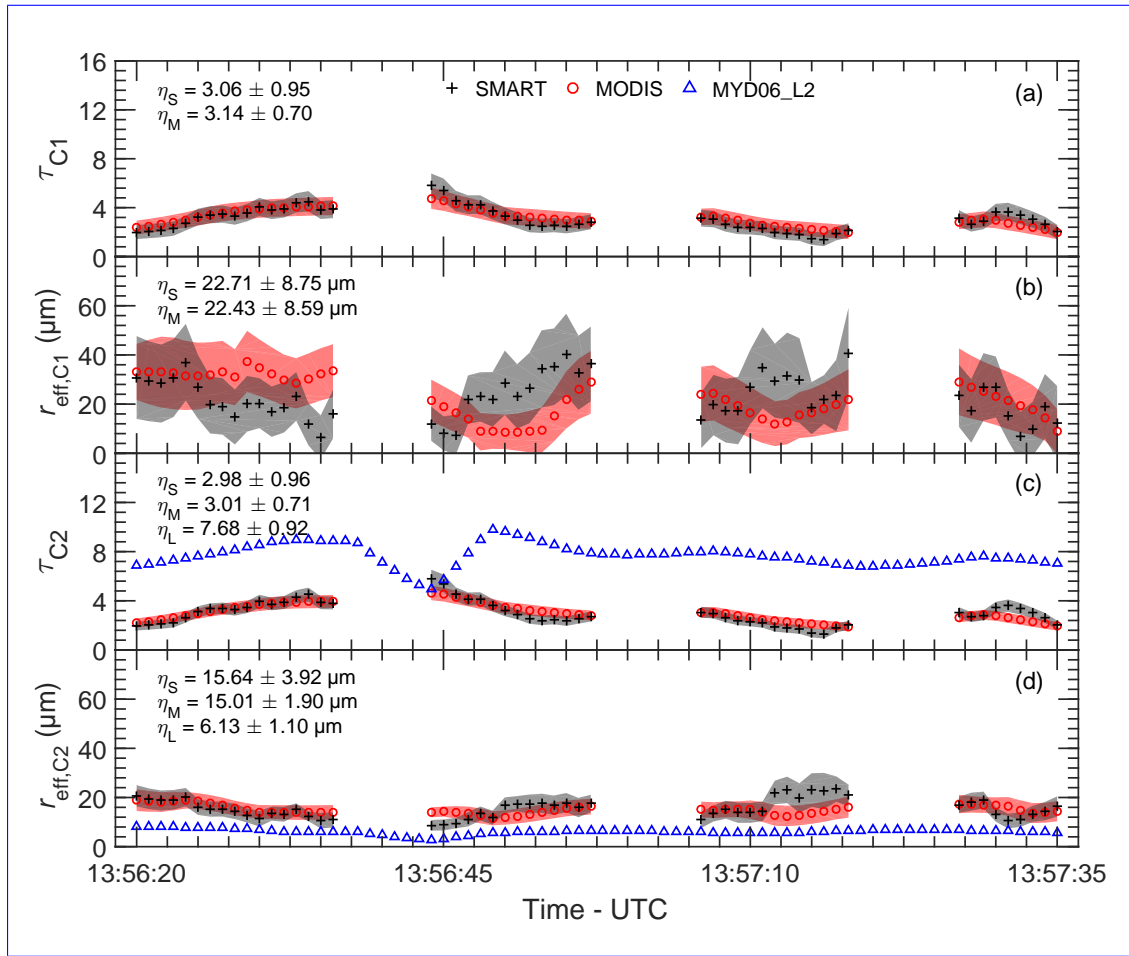 16
12
8
4
0
τC1
ηS = 3.06 ± 0.95
ηM = 3.14 ± 0.70
+ SMART ○ MODIS △ MYD06_L2
(a)
60
40
20
0
reff,C1 (µm)
ηS = 22.71 ± 8.75 µm
ηM = 22.43 ± 8.59 µm
(b)
12
8
4
0
τC2
ηS = 2.98 ± 0.96
ηM = 3.01 ± 0.71
ηL = 7.68 ± 0.92
(c)
60
40
20
0
reff,C2 (µm)
ηS = 15.64 ± 3.92 µm
ηM = 15.01 ± 1.90 µm
ηL = 6.13 ± 1.10 µm
(d)
13:56:20 13:56:45 13:57:10 13:57:35
Time - UTC